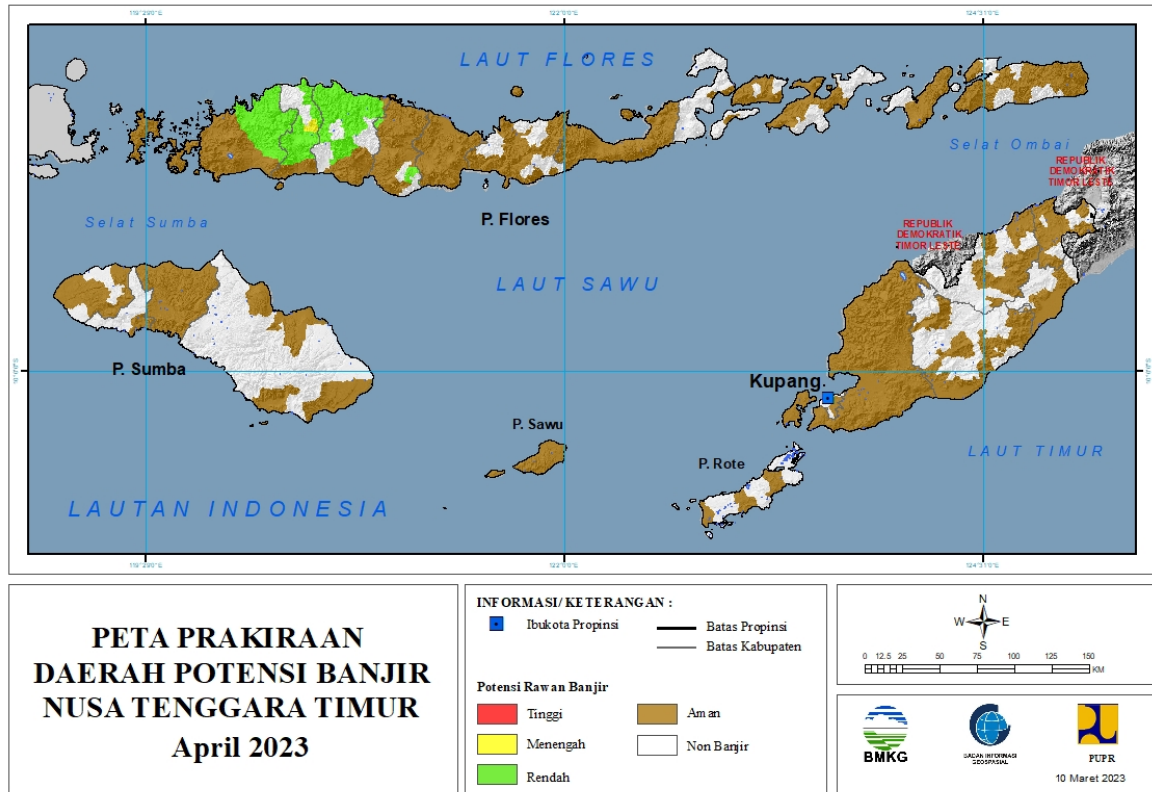 LAUT FLORES
Selat Ombai
REPUBLIK
DEMOKRATIK
TIMOR LESTE
P. Flores
Selat Sumba
REPUBLIK
DEMOKRATIK
TIMOR LESTE
LAUT SAWU
P. Sumba
Kupang.
P. Sawu
P. Rote
LAUT TIMUR
LAUTAN INDONESIA
PETA PRAKIRAAN
DAERAH POTENSI BANJIR
NUSA TENGGARA TIMUR
April 2023
INFORMASI/ KETERANGAN :
Ibukota Propinsi
Batas Propinsi
Batas Kabupaten
Potensi Rawan Banjir
Tinggi
Menengah
Rendah
Aman
Non Banjir
N
W E
S
0 12.5 25 50 75 100 125 150
KM
BMKG
BADAN INFORMASI
GEOSPASIAL
PUPR
10 Maret 2023